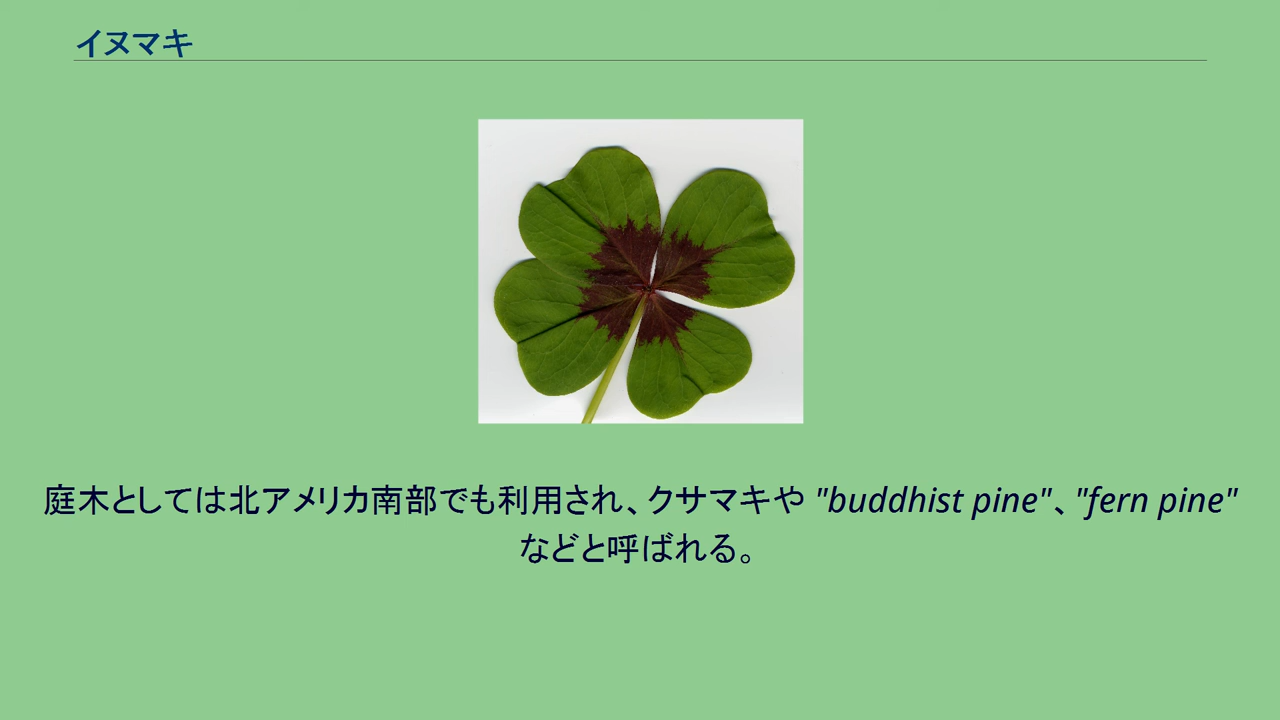 イヌマキ
庭木としては北アメリカ南部でも利用され、クサマキや "buddhist pine"、"fern pine"
などと呼ばれる。